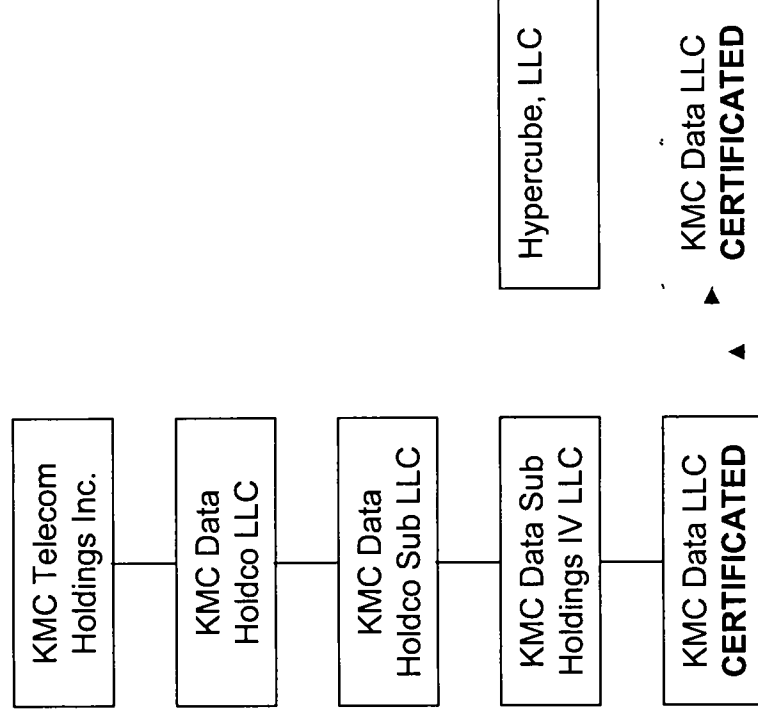 KMC Telecom
Holdings Inc.
KMC Data
Holdco LLC
KMC Data
Holdco Sub LLC
KMC Data Sub
Holdings IV LLC
KMC Data LLC
CERTIFICATED
Hypercube, LLC
KMC Data LLC
CERTIFICATED